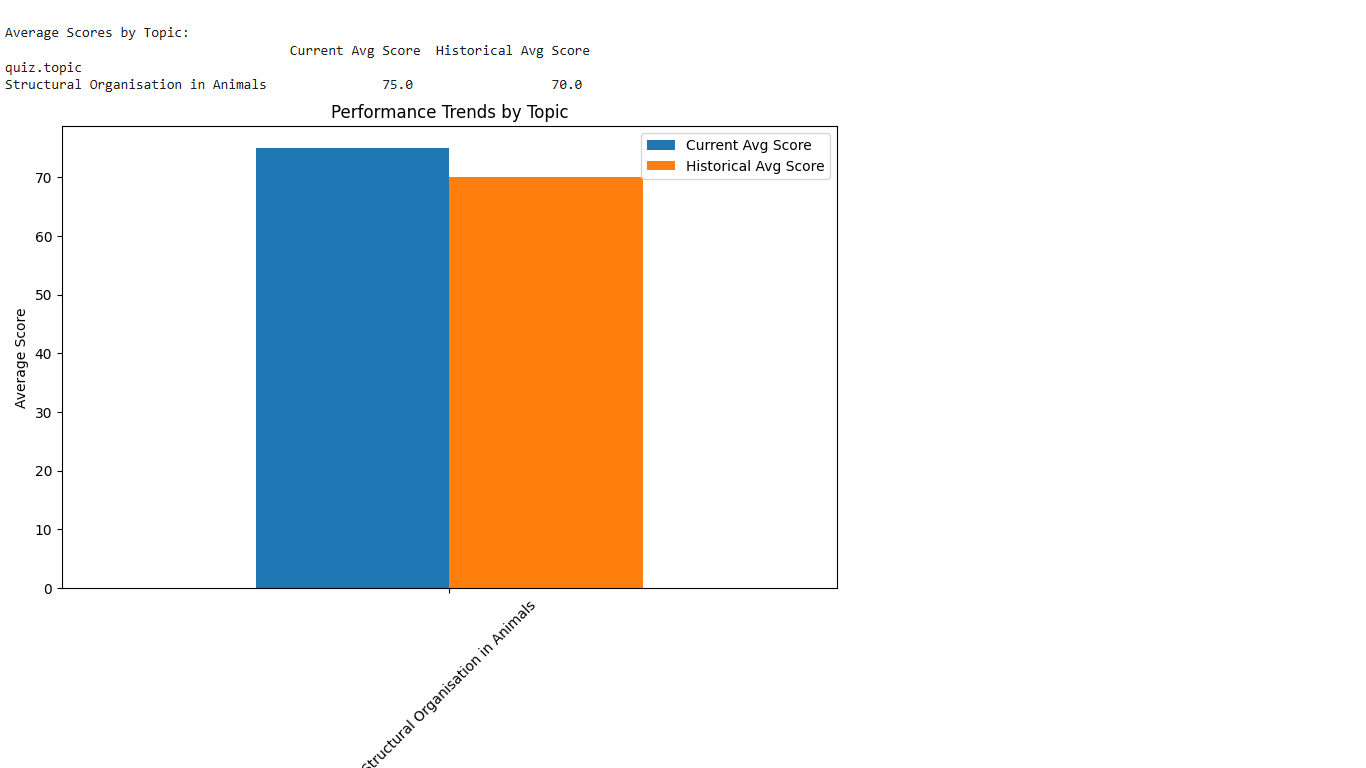 Average Scores by Topic:
Current Avg Score  Historical Avg Score
quiz.topic
Structural Organisation in Animals  75.0  70.0
Performance Trends by Topic
Current Avg Score
Historical Avg Score
70
60
50
40
30
20
10
0
Average Score
Structural Organisation in Animals